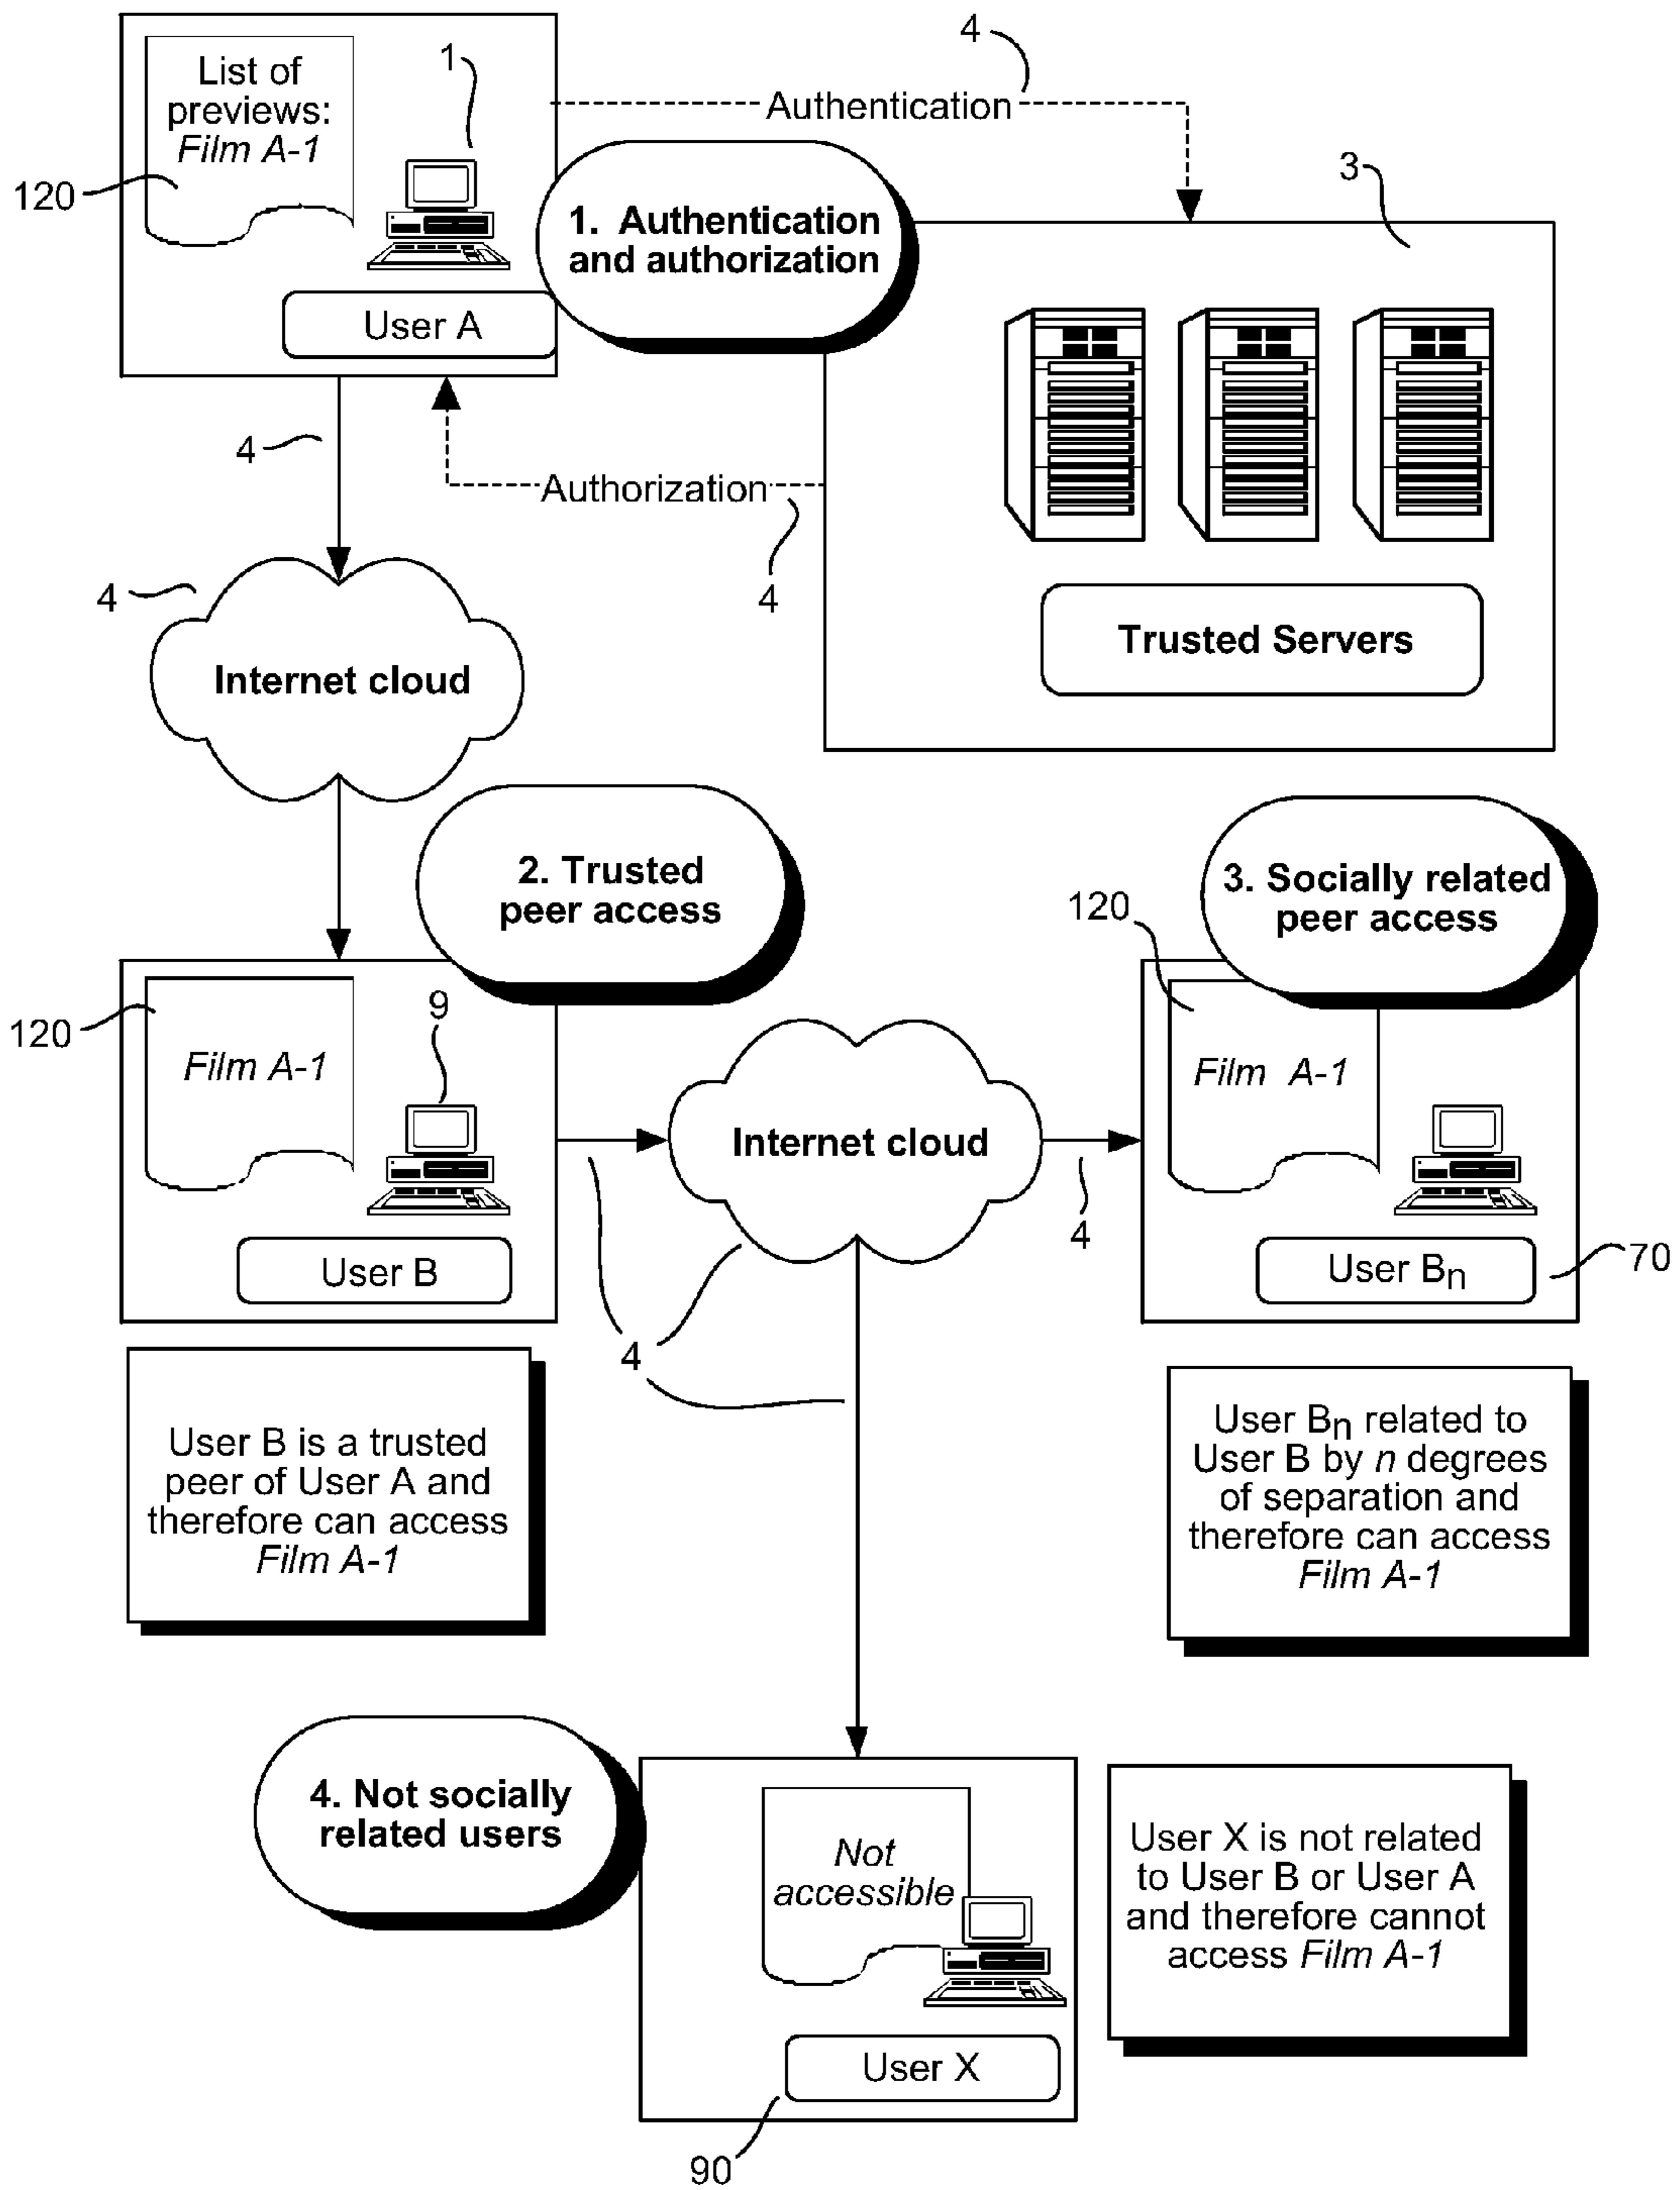 4
1
List of
previews:
Film A-1
Authentication
120
3
1. Authentication
and authorization
User A
4
Authorization
4
4
Internet cloud
Trusted Servers
2. Trusted
peer access
3. Socially related
peer access
120
120
9
Film A-1
Film A-1
Internet cloud
4
User B
User Bn
70
4
User B is a trusted
peer of User A and
therefore can access
Film A-1
User Bn related to
User B by n degrees
of separation and
therefore can access
Film A-1
4. Not socially
related users
Not
accessible
User X is not related
to User B or User A
and therefore cannot
access Film A-1
User X
90